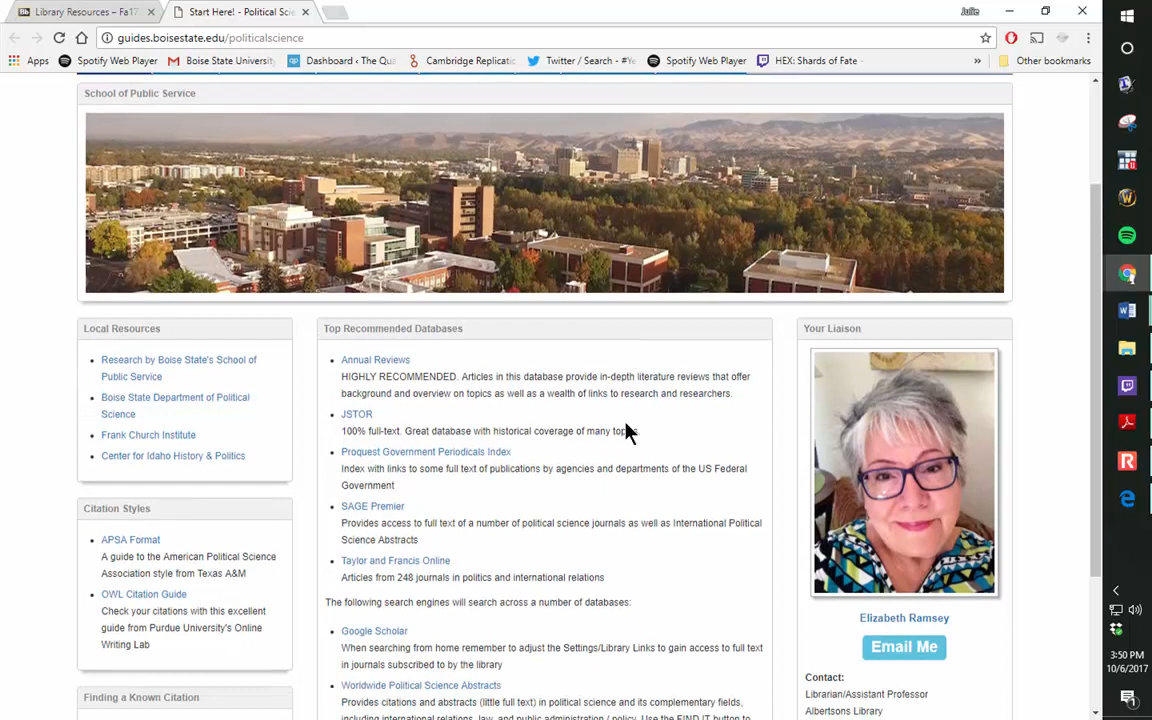 Library Resources – Fa17
Start Here! - Political Scie
Julie
guides.boisestate.edu/politicalscience
Apps
Spotify Web Player
Boise State University
Dashboard ‹ The Qua
Cambridge Replicatic
Twitter / Search - #Ye
Spotify Web Player
HEX: Shards of Fate -
»
Other bookmarks
School of Public Service
Local Resources
Research by Boise State's School of
Public Service
Boise State Department of Political
Science
Frank Church Institute
Center for Idaho History & Politics
Citation Styles
APSA Format
A guide to the American Political Science
Association style from Texas A&M
OWL Citation Guide
Check your citations with this excellent
guide from Purdue University's Online
Writing Lab
Finding a Known Citation
Top Recommended Databases
Annual Reviews
HIGHLY RECOMMENDED. Articles in this database provide in-depth literature reviews that offer
background and overview on topics as well as a wealth of links to research and researchers.
JSTOR
100% full-text. Great database with historical coverage of many topics.
Proquest Government Periodicals Index
Index with links to some full text of publications by agencies and departments of the US Federal
Government
SAGE Premier
Provides access to full text of a number of political science journals as well as International Political
Science Abstracts
Taylor and Francis Online
Articles from 248 journals in politics and international relations
The following search engines will search across a number of databases:
Google Scholar
When searching from home remember to adjust the Settings/Library Links to gain access to full text
in journals subscribed to by the library
Worldwide Political Science Abstracts
Provides citations and abstracts (little full text) in political science and its complementary fields,
including international relations, law, and public administration / policy. Use the FIND IT button to
Your Liaison
Elizabeth Ramsey
Email Me
Contact:
Librarian/Assistant Professor
Albertsons Library
3:50 PM
10/6/2017